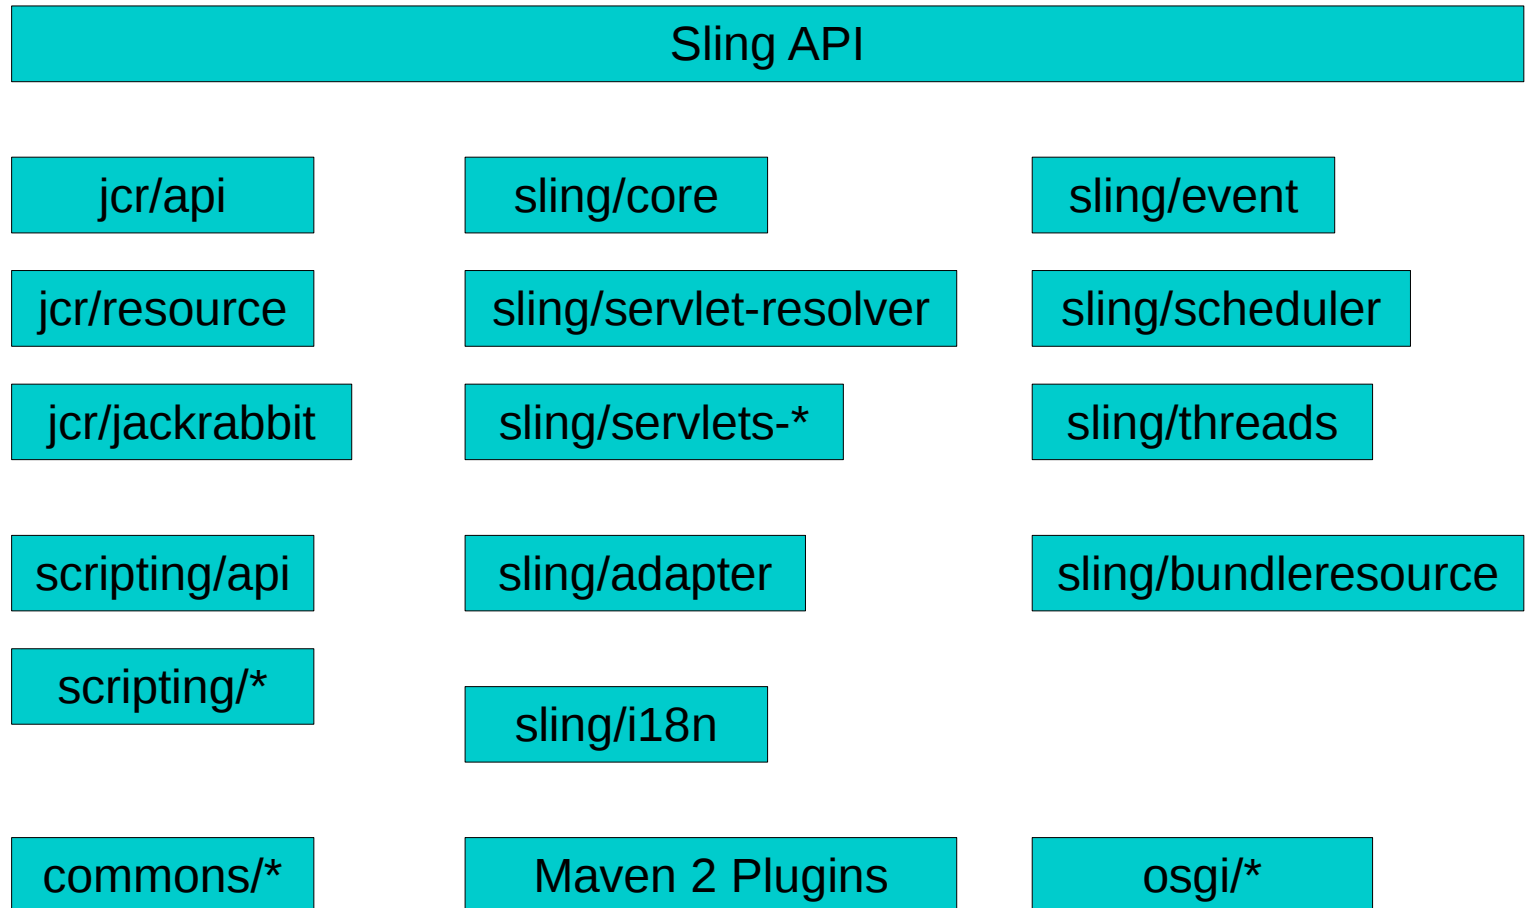 Sling API
jcr/api
sling/core
sling/event
jcr/resource
sling/servlet-resolver
sling/scheduler
jcr/jackrabbit
sling/servlets-*
sling/threads
scripting/api
sling/adapter
sling/bundleresource
scripting/*
sling/i18n
commons/*
Maven 2 Plugins
osgi/*